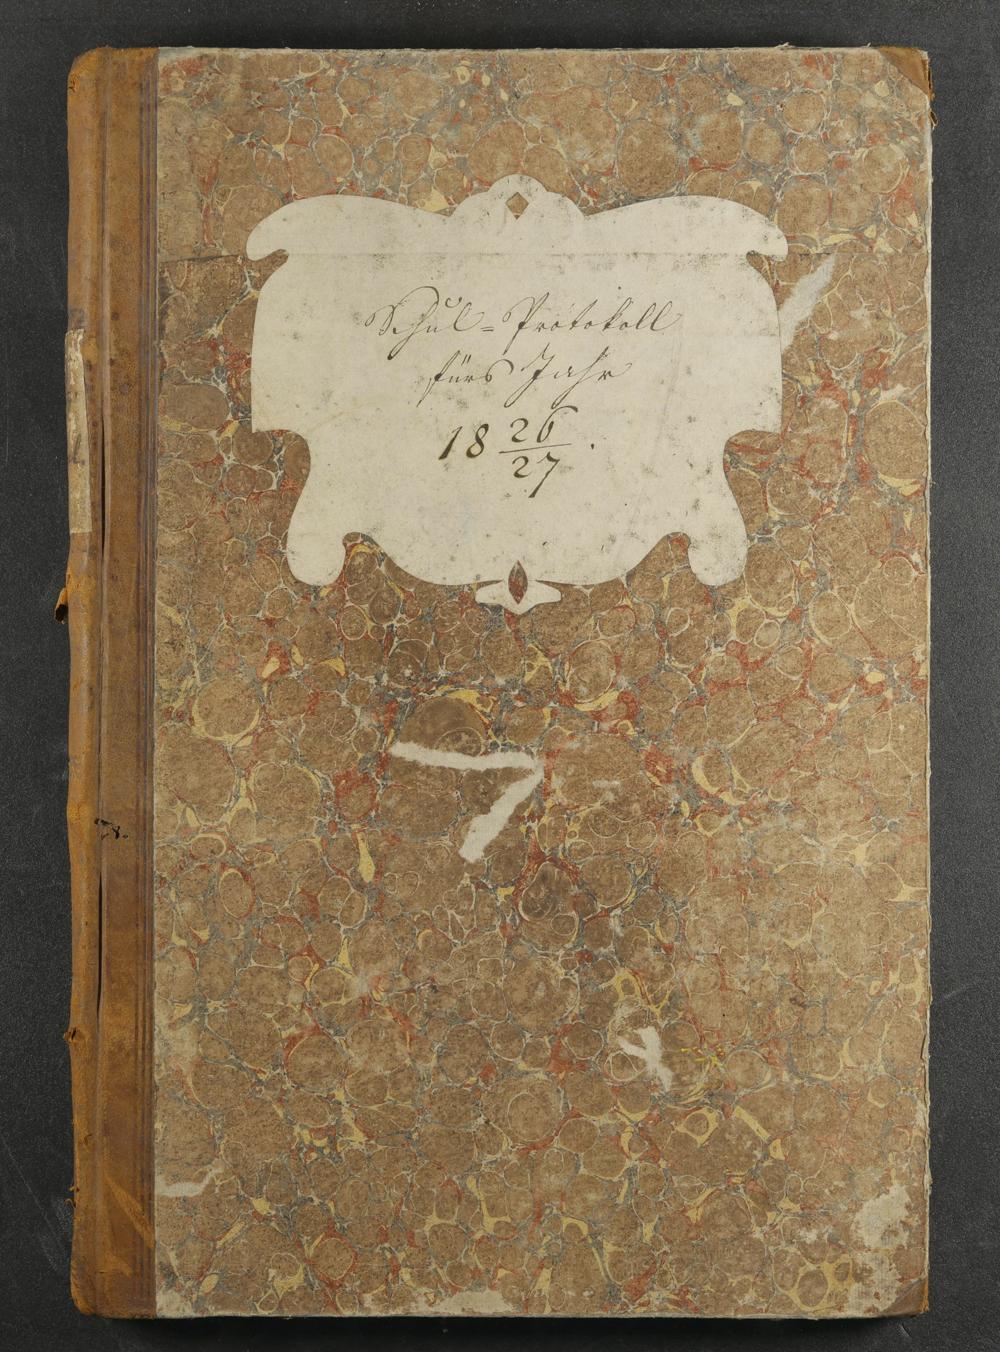 Schul-Protokoll
fürs Jahr
18 26/27.